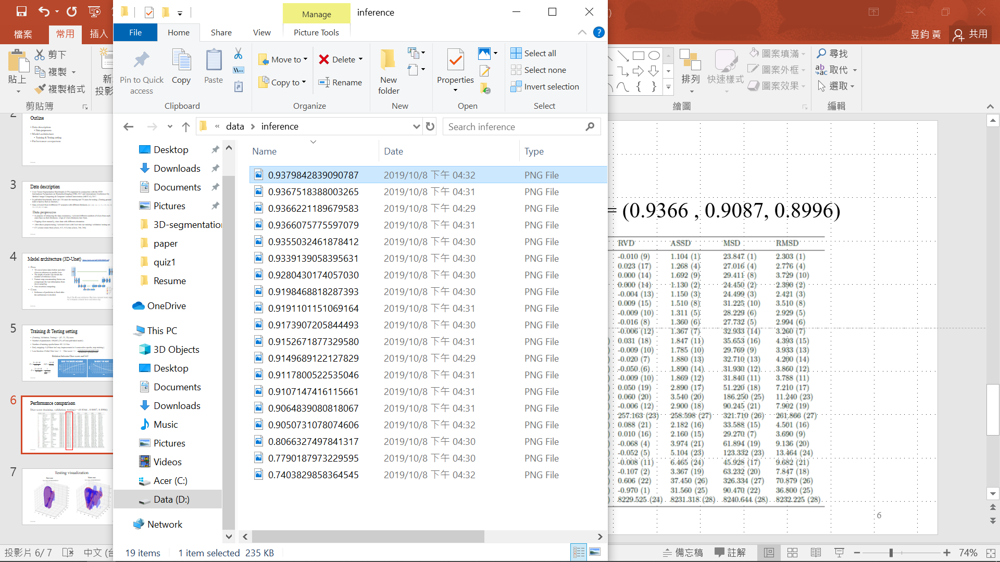 Manage
inference
檔案
常用
插入
File
Home
Share
View
Picture Tools
昱鈞 黃
共用
貼上
剪下
複製
複製格式
剪貼簿
Pin to Quick access
Copy
Paste
Clipboard
Move to
Copy to
Delete
Rename
Organize
New folder
New
Properties
Open
Select all
Select none
Invert selection
Select
排列
快速樣式
圖案填滿
圖案外框
圖案效果
繪圖
尋找
取代
選取
編輯
« data > inference
Search inference
Name Date Type
Desktop
Downloads
Documents
Pictures
3D-segmentation
paper
quiz1
Resume
OneDrive
This PC
3D Objects
Desktop
Documents
Downloads
Music
Pictures
Videos
Acer (C:)
Data (D:)
Network
0.9379842839090787 2019/10/8 下午 04:32 PNG File
0.9367518388003265 2019/10/8 下午 04:31 PNG File
0.9366221189679583 2019/10/8 下午 04:29 PNG File
0.9366075775597079 2019/10/8 下午 04:31 PNG File
0.9355032461878412 2019/10/8 下午 04:30 PNG File
0.9339139058395631 2019/10/8 下午 04:30 PNG File
0.9280430174057030 2019/10/8 下午 04:30 PNG File
0.9198468818287393 2019/10/8 下午 04:30 PNG File
0.9191101151069164 2019/10/8 下午 04:31 PNG File
0.9173907205844493 2019/10/8 下午 04:30 PNG File
0.9152671877329580 2019/10/8 下午 04:31 PNG File
0.9149689122127829 2019/10/8 下午 04:29 PNG File
0.9117800522535046 2019/10/8 下午 04:31 PNG File
0.9107147416115661 2019/10/8 下午 04:31 PNG File
0.9064839080818067 2019/10/8 下午 04:31 PNG File
0.9050731078074606 2019/10/8 下午 04:32 PNG File
0.8066327497841317 2019/10/8 下午 04:30 PNG File
0.7790187973229595 2019/10/8 下午 04:30 PNG File
0.7403829858364545 2019/10/8 下午 04:32 PNG File
19 items 1 item selected 235 KB
2
Outline
Data description
Data preprocess
Model architecture
Training & Testing setting
Performance comparison
3
Data description
Data preprocess
4
Model architecture (3D-Unet)
5
Training & Testing setting
6
Performance comparison
Dice score (training, validation, testing) = (0.9366 , 0.9087, 0.8996)
7
Testing visualization
= (0.9366 , 0.9087, 0.8996)
RVD ASSD MSD RMSD
-0.010 (9) 1.104 (1) 23.847 (1) 2.303 (1)
0.023 (17) 1.268 (4) 27.016 (4) 2.776 (4)
0.000 (14) 1.692 (9) 29.411 (8) 3.729 (10)
0.000 (14) 1.130 (2) 24.450 (2) 2.390 (2)
-0.004 (13) 1.150 (3) 24.499 (3) 2.421 (3)
0.009 (15) 1.510 (8) 31.225 (10) 3.510 (8)
-0.009 (10) 1.311 (5) 28.229 (6) 2.929 (5)
-0.016 (8) 1.360 (6) 27.732 (5) 2.994 (6)
-0.006 (12) 1.367 (7) 32.933 (14) 3.260 (7)
0.031 (18) 1.847 (11) 35.653 (16) 4.393 (15)
-0.009 (10) 1.785 (10) 29.769 (9) 3.933 (13)
-0.020 (7) 1.880 (13) 32.710 (13) 4.200 (14)
-0.050 (6) 1.890 (14) 31.930 (12) 3.860 (12)
-0.009 (10) 1.869 (12) 31.840 (11) 3.788 (11)
0.050 (19) 2.890 (17) 51.220 (18) 7.210 (17)
0.060 (20) 3.540 (20) 186.250 (25) 11.240 (23)
-0.006 (12) 2.900 (18) 90.245 (21) 7.902 (19)
257.163 (23) 258.598 (27) 321.710 (26) 261.866 (27)
0.088 (21) 2.182 (16) 33.588 (15) 4.501 (16)
0.010 (16) 2.160 (15) 29.270 (7) 3.690 (9)
-0.068 (4) 3.974 (21) 61.894 (19) 9.136 (20)
-0.052 (5) 5.104 (23) 123.332 (23) 13.464 (24)
-0.008 (11) 6.465 (24) 45.928 (17) 9.682 (21)
-0.107 (2) 3.367 (19) 63.232 (20) 7.847 (18)
0.606 (22) 37.450 (26) 326.334 (27) 70.879 (26)
-0.970 (1) 31.560 (25) 90.470 (22) 36.800 (25)
8229.525 (24) 8231.318 (28) 8240.644 (28) 8232.225 (28)
6
投影片 6/ 7
中文 (台
備忘稿
註解
74%